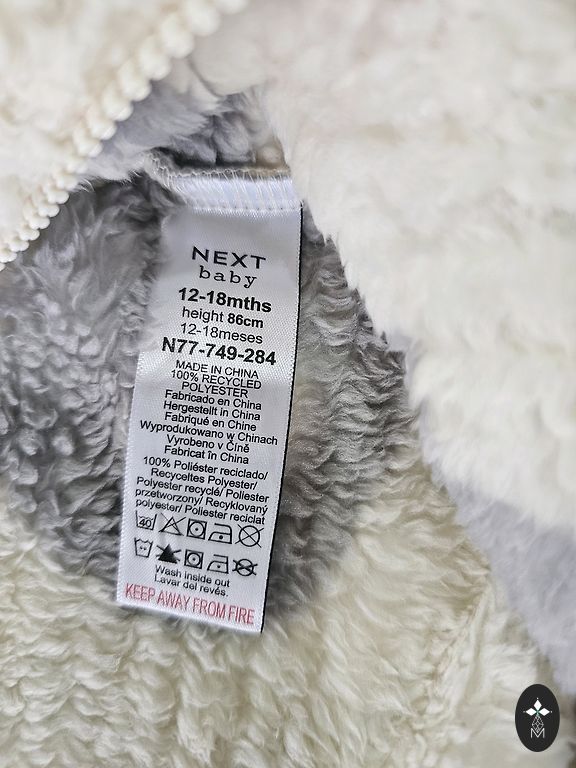 NEXT
baby
12-18mths
height 86cm
12-18meses
N77-749-284
MADE IN CHINA
100% RECYCLED
POLYESTER
Fabricado en China
Hergestellt in China
Fabriqué en Chine
Wyprodukowano w Chinach
Vyrobeno v Číně
Fabricat în China
100% Poliéster reciclado/
Recyceltes Polyester/
Polyester recyclé/ Poliester
przetworzony/ Recyklovaný
polyester/ Poliester reciclat
40
Wash inside out
Lavar del revés.
KEEP AWAY FROM FIRE
M